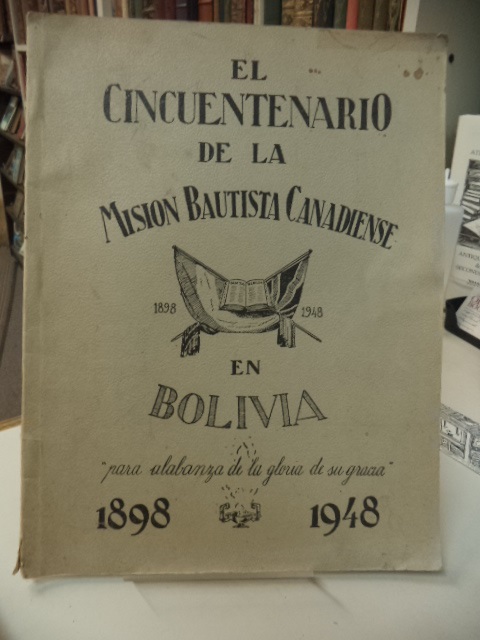 EL
CINCUENTENARIO
DE LA
MISION BAUTISTA CANADIENSE
1898 1948
EN
BOLIVIA
"para alabanza de la gloria de su gracia"
1898 1948